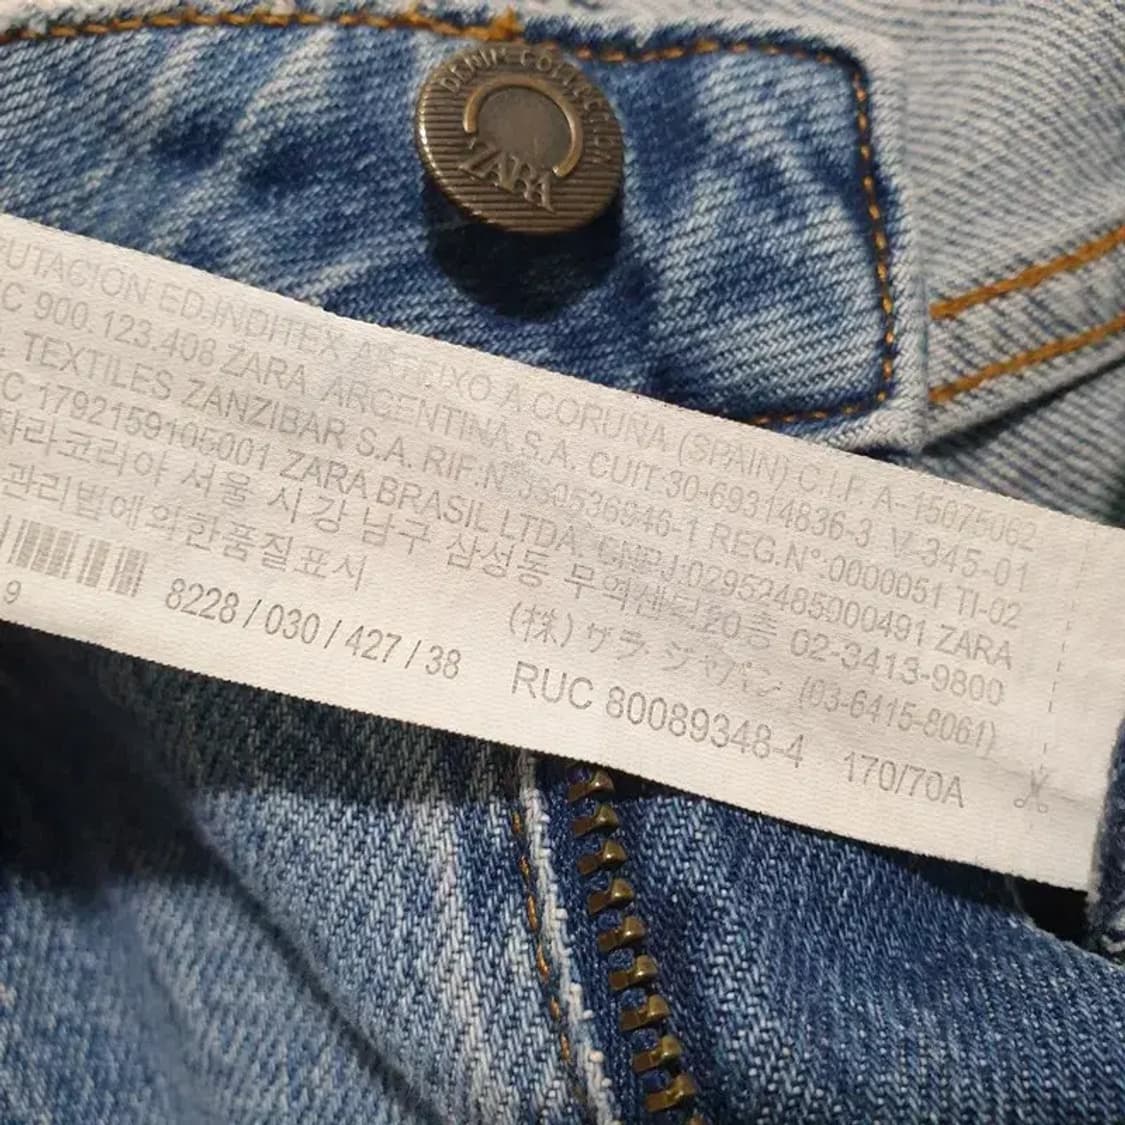 DENIM COLLECTION
ZARA
UTACION ED.INDITEX ARTEIXO A CORUNA (SPAIN) C.I.F. A-15075062
C 900.123.408 ZARA ARGENTINA S.A. CUIT 30-69314836-3 V-345-01
TEXTILES ZANZIBAR S.A. RIF.N° REG.N°:0000051 TI-02
C 1792159105001 ZARA BRASIL LTDA. CNPJ:02952485000491 ZARA
자라코리아 서울 시강 남구 삼성동 무역센터20층 02-3413-9800
관리법에의한품질표시 (株) ザラ ジャパン (03-6415-8061)
9 8228 / 030 / 427 / 38 RUC 80089348-4 170/70A